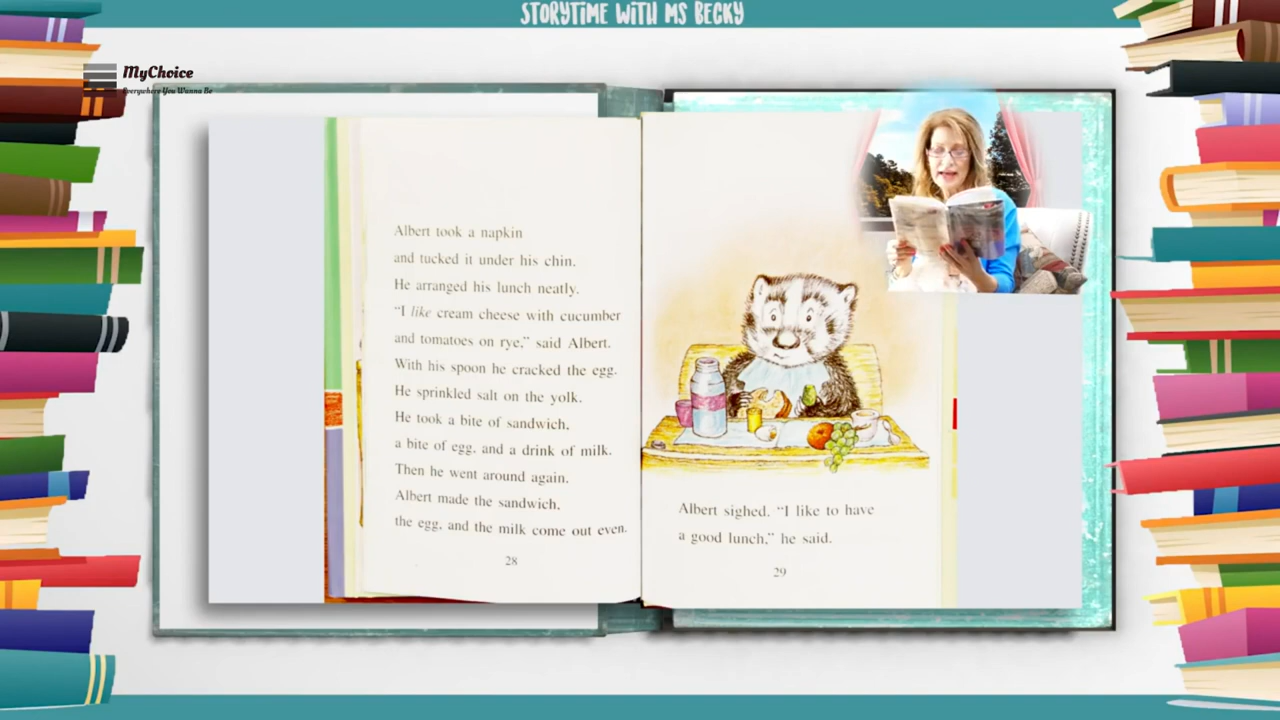 STORYTIME WITH MS BECKY
MyChoice
Everywhere You Wanna Be
Albert took a napkin
and tucked it under his chin.
He arranged his lunch neatly.
“I like cream cheese with cucumber
and tomatoes on rye,” said Albert.
With his spoon he cracked the egg.
He sprinkled salt on the yolk.
He took a bite of sandwich.
a bite of egg. and a drink of milk.
Then he went around again.
Albert made the sandwich.
the egg, and the milk come out even.
28
Albert sighed. “I like to have
a good lunch,” he said.
29